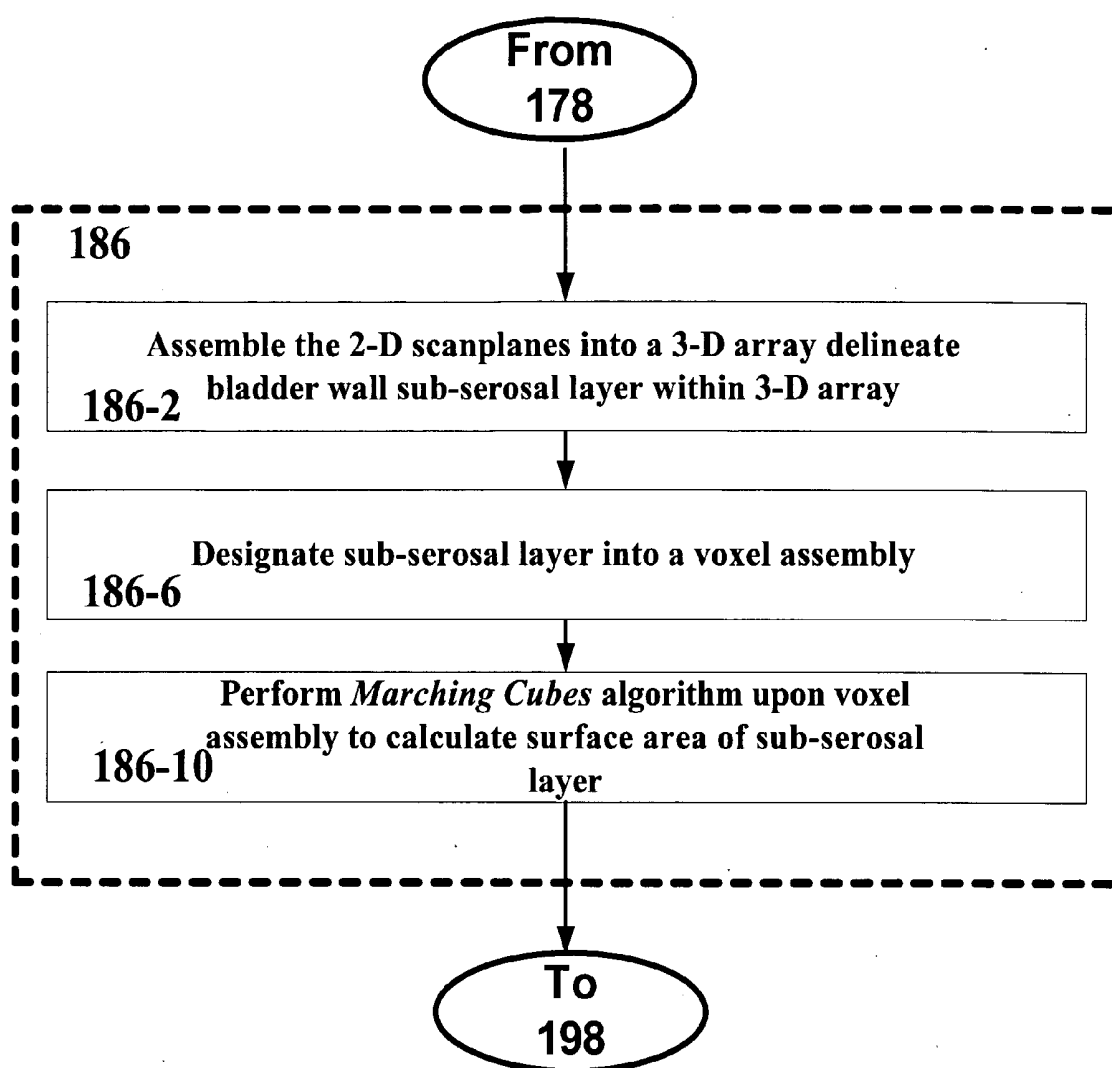 From
178
186
Assemble the 2-D scanplanes into a 3-D array delineate
bladder wall sub-serosal layer within 3-D array
186-2
Designate sub-serosal layer into a voxel assembly
186-6
Perform Marching Cubes algorithm upon voxel
assembly to calculate surface area of sub-serosal
layer
186-10
To
198